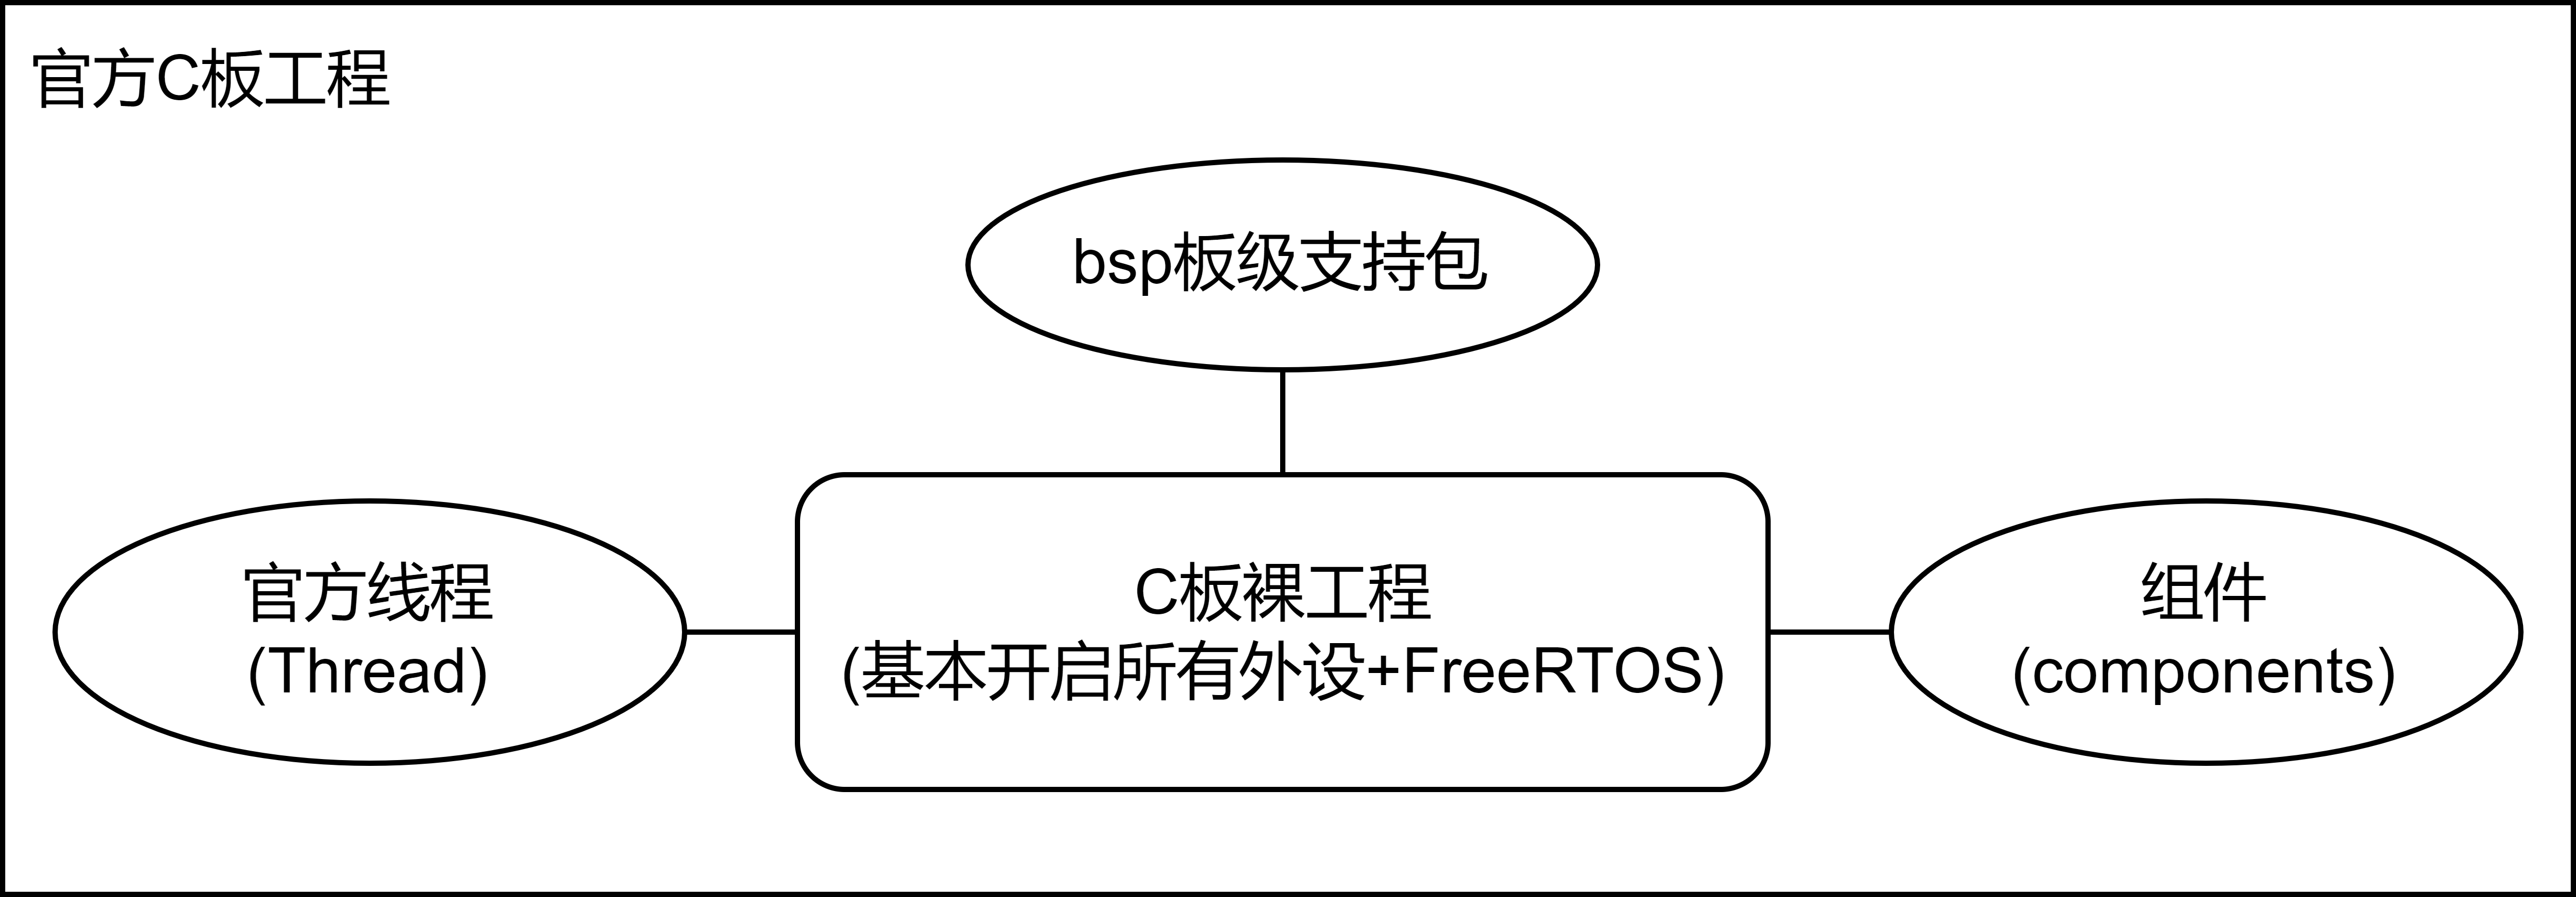 官方C板工程
bsp板级支持包
官方线程
(Thread)
C板裸工程
(基本开启所有外设+FreeRTOS)
组件
(components)